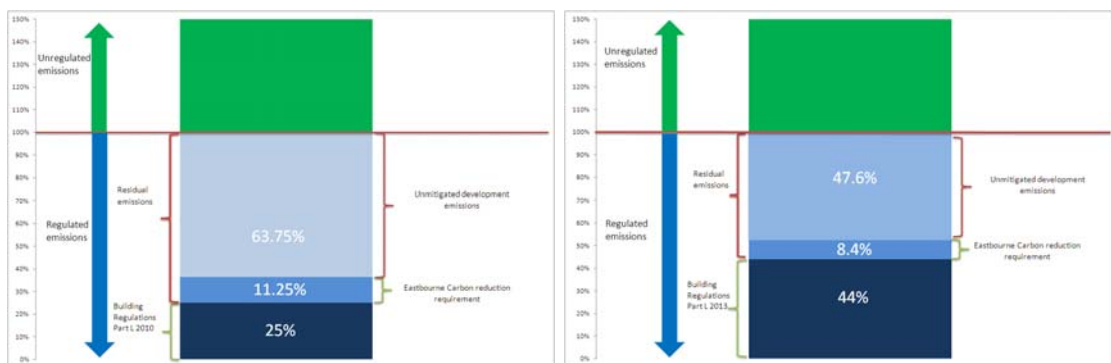 150%
140%
130%
120%
110%
100%
90%
80%
70%
60%
50%
40%
30%
20%
10%
0%
Unregulated
emissions
Regulated
emissions
Residual
emissions
Building
Regulations
Part L 2010
63.75%
11.25%
25%
Unmitigated development
emissions
Eastbourne Carbon reduction
requirement
150%
140%
130%
120%
110%
100%
90%
80%
70%
60%
50%
40%
30%
20%
10%
0%
Unregulated
emissions
Regulated
emissions
Residual
emissions
Building
Regulations
Part L 2013
47.6%
8.4%
44%
Unmitigated development
emissions
Eastbourne Carbon reduction
requirement